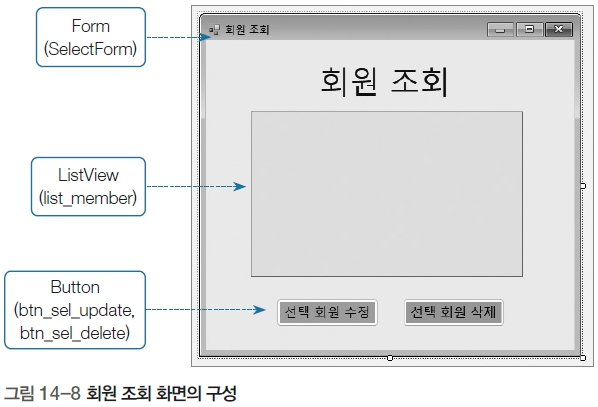 Form
(SelectForm)
회원 조회
회원 조회
ListView
(list_member)
Button
(btn_sel_update,
btn_sel_delete)
선택 회원 수정
선택 회원 삭제
그림 14-8 회원 조회 화면의 구성